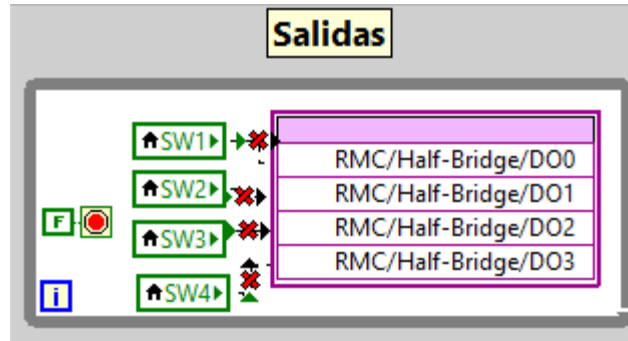 Salidas
SW1
RMC/Half-Bridge/DO0
SW2
RMC/Half-Bridge/DO1
F
SW3
RMC/Half-Bridge/DO2
RMC/Half-Bridge/DO3
i
SW4